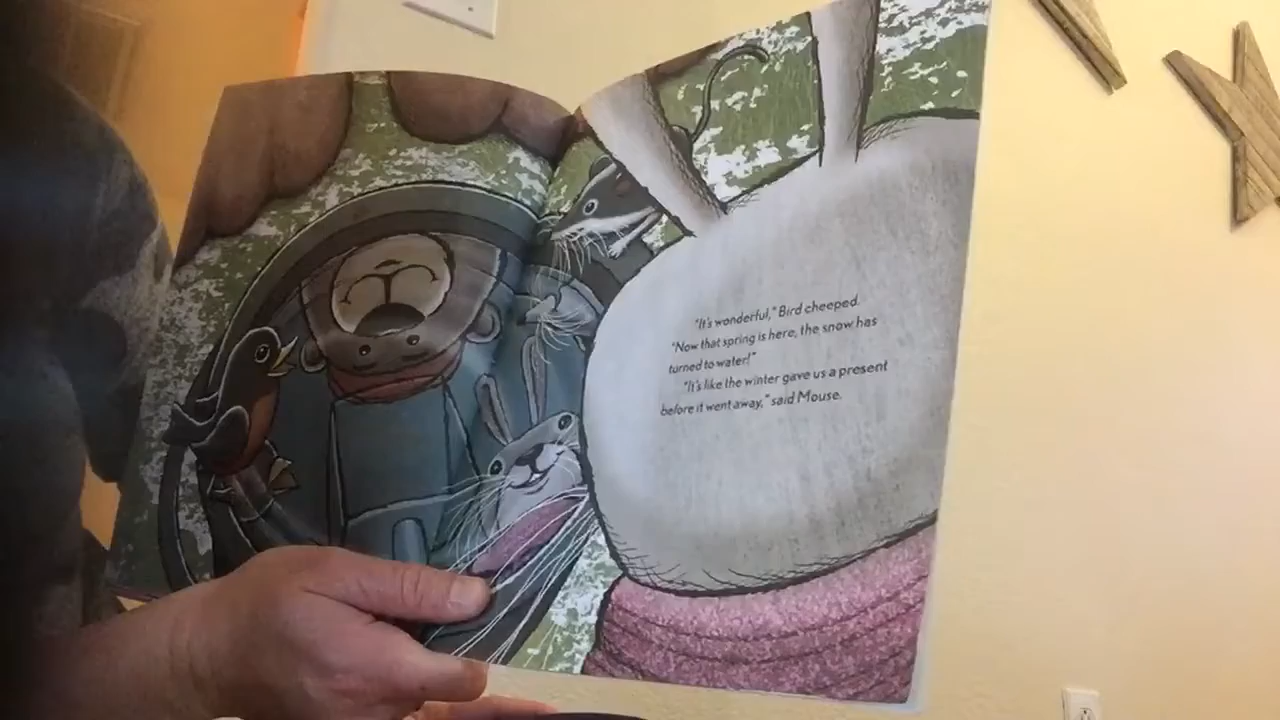 "It's wonderful," Bird cheeped.
"Now that spring is here, the snow has
turned to water!"
"It's like the winter gave us a present
before it went away," said Mouse.